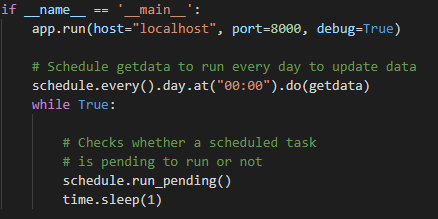 if __name__ == '__main__':
    app.run(host="localhost", port=8000, debug=True)

    # Schedule getdata to run every day to update data
    schedule.every().day.at("00:00").do(getdata)
    while True:

        # Checks whether a scheduled task
        # is pending to run or not
        schedule.run_pending()
        time.sleep(1)